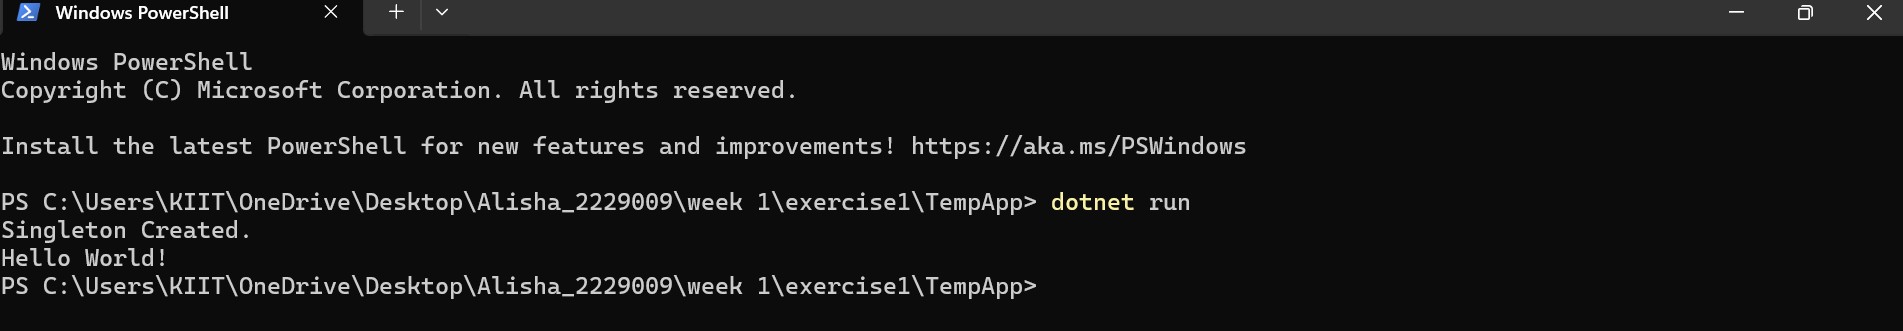 Windows PowerShell
Windows PowerShell
Copyright (C) Microsoft Corporation. All rights reserved.
Install the latest PowerShell for new features and improvements! https://aka.ms/PSWindows
PS C:\Users\KIIT\OneDrive\Desktop\Alisha_2229009\week 1\exercise1\TempApp> dotnet run
Singleton Created.
Hello World!
PS C:\Users\KIIT\OneDrive\Desktop\Alisha_2229009\week 1\exercise1\TempApp>